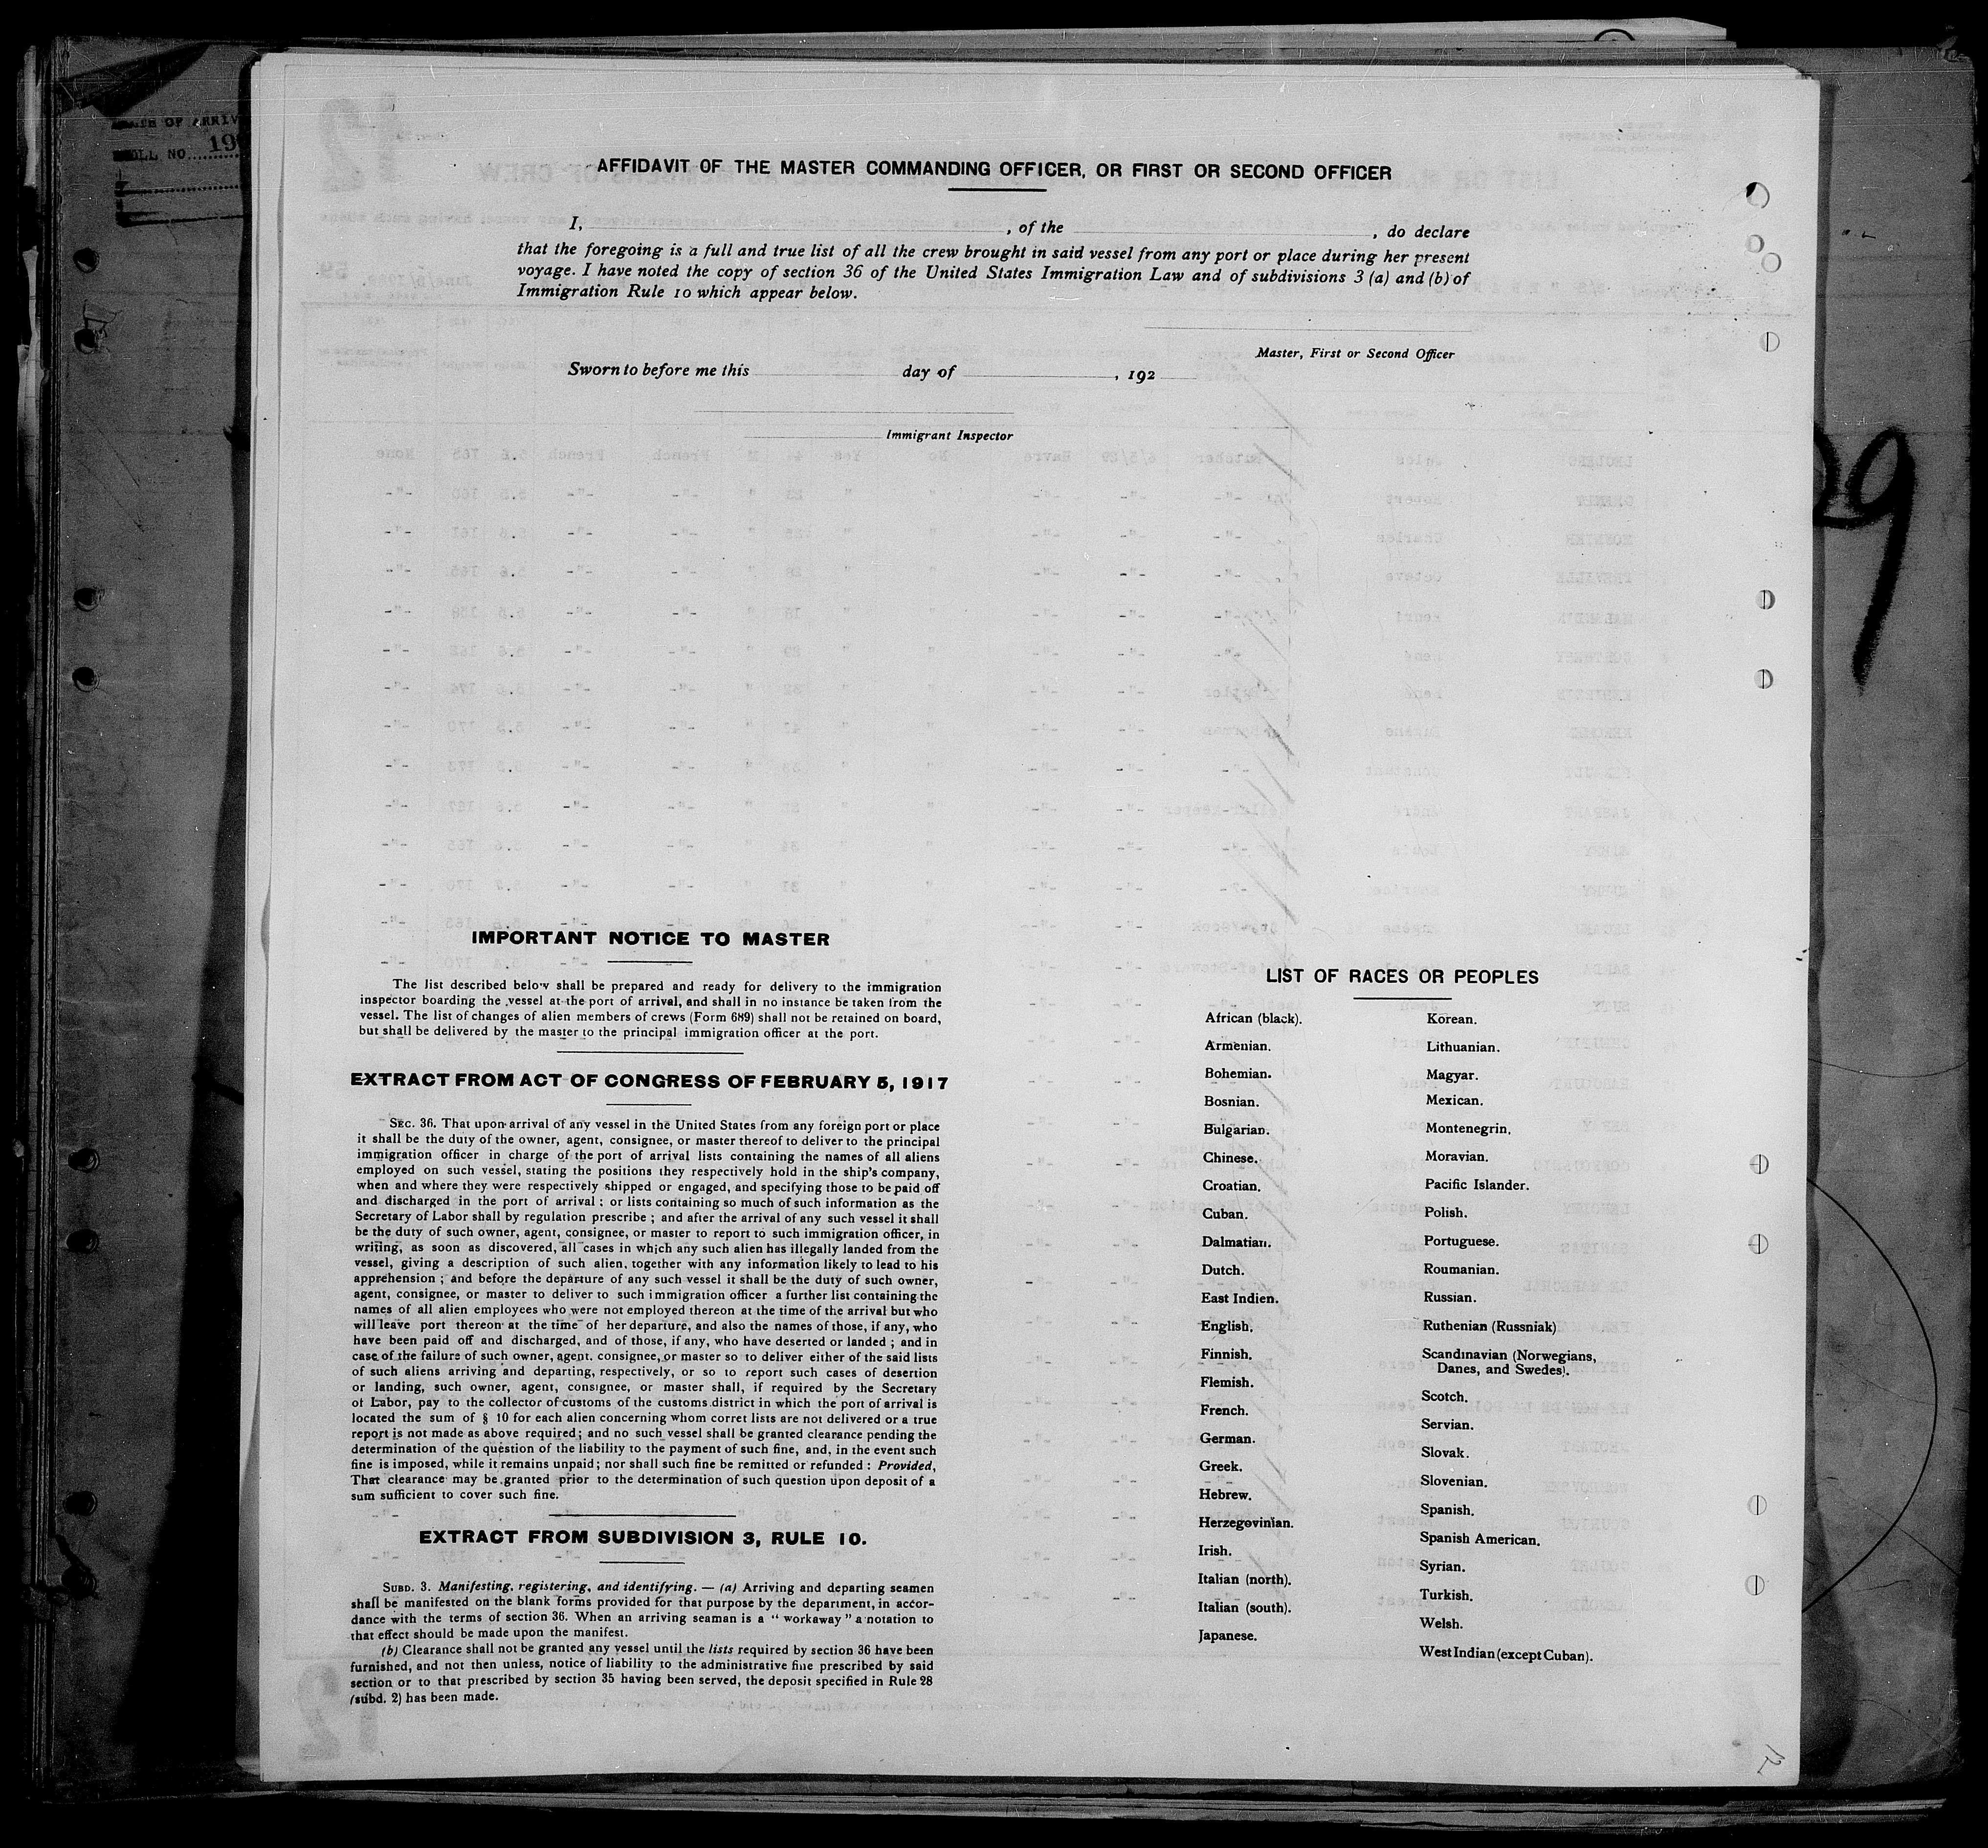 AFFIDAVIT OF THE MASTER COMMANDING OFFICER, OR FIRST OR SECOND OFFICER
I, , of the , do declare
that the foregoing is a full and true list of all the crew brought in said vessel from any port or place during her present
voyage. I have noted the copy of section 36 of the United States Immigration Law and of subdivisions 3 (a) and (b) of
Immigration Rule 10 which appear below.
Master, First or Second Officer
Sworn to before me this day of , 192
Immigrant Inspector
IMPORTANT NOTICE TO MASTER
The list described below shall be prepared and ready for delivery to the immigration
inspector boarding the vessel at the port of arrival, and shall in no instance be taken from the
vessel. The list of changes of alien members of crews (Form 689) shall not be retained on board,
but shall be delivered by the master to the principal immigration officer at the port.
EXTRACT FROM ACT OF CONGRESS OF FEBRUARY 5, 1917
SEC. 36. That upon arrival of any vessel in the United States from any foreign port or place
it shall be the duty of the owner, agent, consignee, or master thereof to deliver to the principal
immigration officer in charge of the port of arrival lists containing the names of all aliens
employed on such vessel, stating the positions they respectively hold in the ship's company,
when and where they were respectively shipped or engaged, and specifying those to be paid off
and discharged in the port of arrival ; or lists containing so much of such information as the
Secretary of Labor shall by regulation prescribe ; and after the arrival of any such vessel it shall
be the duty of such owner, agent, consignee, or master to report to such immigration officer, in
writing, as soon as discovered, all cases in which any such alien has illegally landed from the
vessel, giving a description of such alien, together with any information likely to lead to his
apprehension ; and before the departure of any such vessel it shall be the duty of such owner,
agent, consignee, or master to deliver to such immigration officer a further list containing the
names of all alien employees who were not employed thereon at the time of the arrival but who
will leave port thereon at the time of her departure, and also the names of those, if any, who
have been paid off and discharged, and of those, if any, who have deserted or landed ; and in
case of the failure of such owner, agent, consignee, or master so to deliver either of the said lists
of such aliens arriving and departing, respectively, or so to report such cases of desertion
or landing, such owner, agent, consignee, or master shall, if required by the Secretary
of Labor, pay to the collector of customs of the customs district in which the port of arrival is
located the sum of § 10 for each alien concerning whom corret lists are not delivered or a true
report is not made as above required ; and no such vessel shall be granted clearance pending the
determination of the question of the liability to the payment of such fine, and, in the event such
fine is imposed, while it remains unpaid ; nor shall such fine be remitted or refunded : Provided,
That clearance may be granted prior to the determination of such question upon deposit of a
sum sufficient to cover such fine.
EXTRACT FROM SUBDIVISION 3, RULE 10.
SUBD. 3. Manifesting, registering, and identifying. — (a) Arriving and departing seamen
shall be manifested on the blank forms provided for that purpose by the department, in accor-
dance with the terms of section 36. When an arriving seaman is a " workaway " a notation to
that effect should be made upon the manifest.
(b) Clearance shall not be granted any vessel until the lists required by section 36 have been
furnished, and not then unless, notice of liability to the administrative fine prescribed by said
section or to that prescribed by section 35 having been served, the deposit specified in Rule 28
(subd. 2) has been made.
LIST OF RACES OR PEOPLES
African (black).
Armenian.
Bohemian.
Bosnian.
Bulgarian.
Chinese.
Croatian.
Cuban.
Dalmatian.
Dutch.
East Indien.
English.
Finnish.
Flemish.
French.
German.
Greek.
Hebrew.
Herzegovinian.
Irish.
Italian (north).
Italian (south).
Japanese.
Korean.
Lithuanian.
Magyar.
Mexican.
Montenegrin.
Moravian.
Pacific Islander.
Polish.
Portuguese.
Roumanian.
Russian.
Ruthenian (Russniak)
Scandinavian (Norwegians,
Danes, and Swedes).
Scotch.
Servian.
Slovak.
Slovenian.
Spanish.
Spanish American.
Syrian.
Turkish.
Welsh.
West Indian (except Cuban).